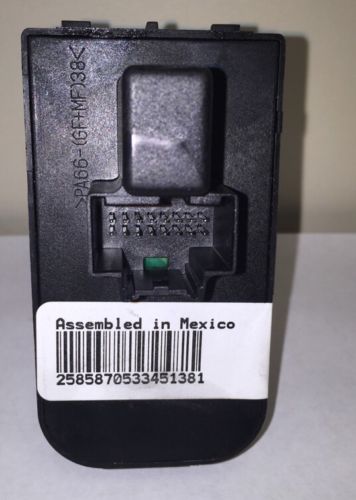 >PA66-(GF+MF)38<
Assembled in Mexico
2585870533451381